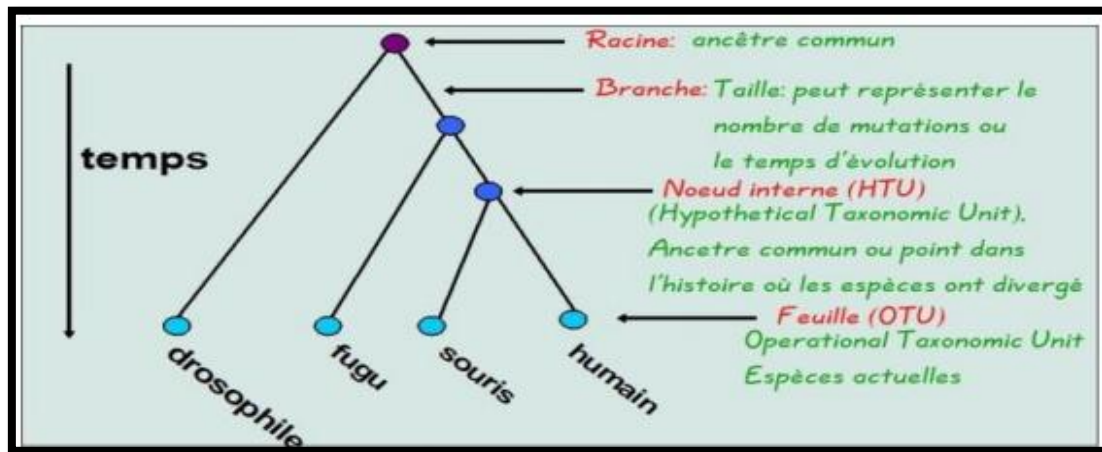 Racine: ancêtre commun
Branche: Taille: peut représenter le
nombre de mutations ou
le temps d'évolution
temps
Noeud interne (HTU)
(Hypothetical Taxonomic Unit).
Ancetre commun ou point dans
l'histoire où les espèces ont divergé
Feuille (OTU)
Operational Taxonomic Unit
Espèces actuelles
drosophile
fugu
souris
humain